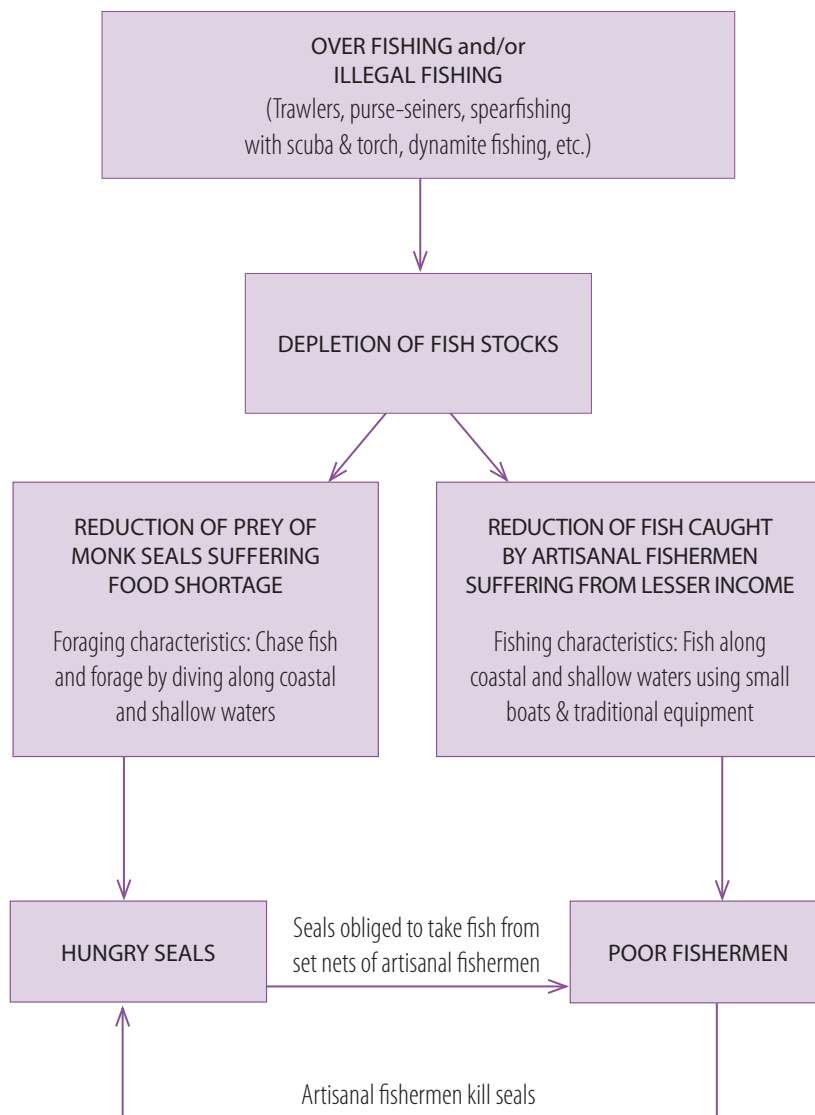 OVER FISHING and/or
ILLEGAL FISHING
(Trawlers, purse-seiners, spearfishing
with scuba & torch, dynamite fishing, etc.)
DEPLETION OF FISH STOCKS
REDUCTION OF PREY OF
MONK SEALS SUFFERING
FOOD SHORTAGE
Foraging characteristics: Chase fish
and forage by diving along coastal
and shallow waters
REDUCTION OF FISH CAUGHT
BY ARTISANAL FISHERMEN
SUFFERING FROM LESSER INCOME
Fishing characteristics: Fish along
coastal and shallow waters using small
boats & traditional equipment
HUNGRY SEALS
Seals obliged to take fish from
set nets of artisanal fishermen
POOR FISHERMEN
Artisanal fishermen kill seals